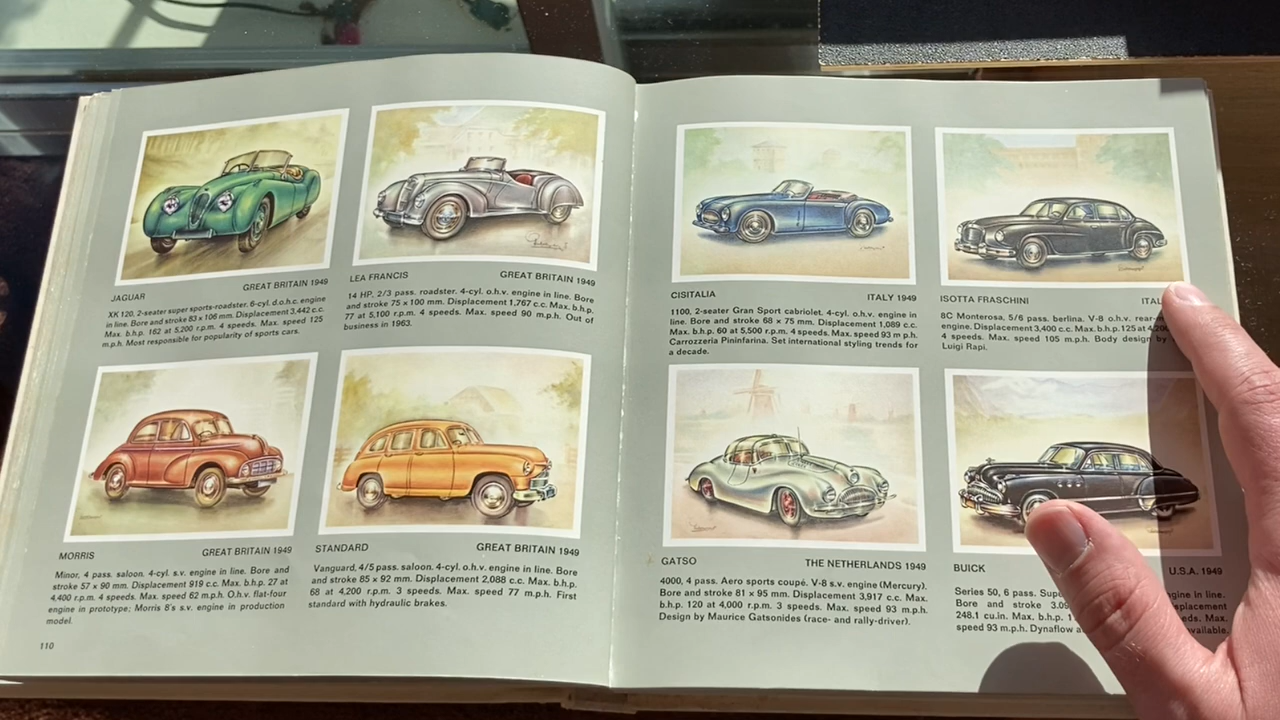 JAGUAR GREAT BRITAIN 1949
XK 120, 2-seater super sports-roadster. 6-cyl. d.o.h.c. engine
in line. Bore and stroke 83 x 106 mm. Displacement 3,442 c.c.
Max. b.h.p. 162 at 5,200 r.p.m. 4 speeds. Max. speed 125
m.p.h. Most responsible for popularity of sports cars.
LEA FRANCIS GREAT BRITAIN 1949
14 HP, 2/3 pass. roadster. 4-cyl. o.h.v. engine in line. Bore
and stroke 75 x 100 mm. Displacement 1,767 c.c. Max. b.h.p.
77 at 5,100 r.p.m. 4 speeds. Max. speed 90 m.p.h. Out of
business in 1963.
MORRIS GREAT BRITAIN 1949
Minor, 4 pass. saloon. 4-cyl. s.v. engine in line. Bore and
stroke 57 x 90 mm. Displacement 919 c.c. Max. b.h.p. 27 at
4,400 r.p.m. 4 speeds. Max. speed 62 m.p.h. O.h.v. flat-four
engine in prototype; Morris 8's s.v. engine in production
model.
STANDARD GREAT BRITAIN 1949
Vanguard, 4/5 pass. saloon. 4-cyl. o.h.v. engine in line. Bore
and stroke 85 x 92 mm. Displacement 2,088 c.c. Max. b.h.p.
68 at 4,200 r.p.m. 3 speeds. Max. speed 77 m.p.h. First
standard with hydraulic brakes.
110
CISITALIA ITALY 1949
1100, 2-seater Gran Sport cabriolet. 4-cyl. o.h.v. engine in
line. Bore and stroke 68 x 75 mm. Displacement 1,089 c.c.
Max. b.h.p. 60 at 5,500 r.p.m. 4 speeds. Max. speed 93 m p.h.
Carrozzeria Pininfarina. Set international styling trends for
a decade.
ISOTTA FRASCHINI
8C Monterosa, 5/6 pass. berlina. V-8 o.h.v.
engine. Displacement 3,400 c.c. Max. b.h.p. 125 at
4 speeds. Max. speed 105 m.p.h. Body design by
Luigi Rapi.
GATSO THE NETHERLANDS 1949
4000, 4 pass. Aero sports coupé. V-8 s.v. engine (Mercury).
Bore and stroke 81 x 95 mm. Displacement 3,917 c.c. Max.
b.h.p. 120 at 4,000 r.p.m. 3 speeds. Max. speed 93 m.p.h.
Design by Maurice Gatsonides (race- and rally-driver).
BUICK U.S.A. 1949
Series 50, 6 pass. in line.
Bore and stroke
248.1 cu.in. Max. b.h.p. Max.
speed 93 m.p.h. Dynaflow available.